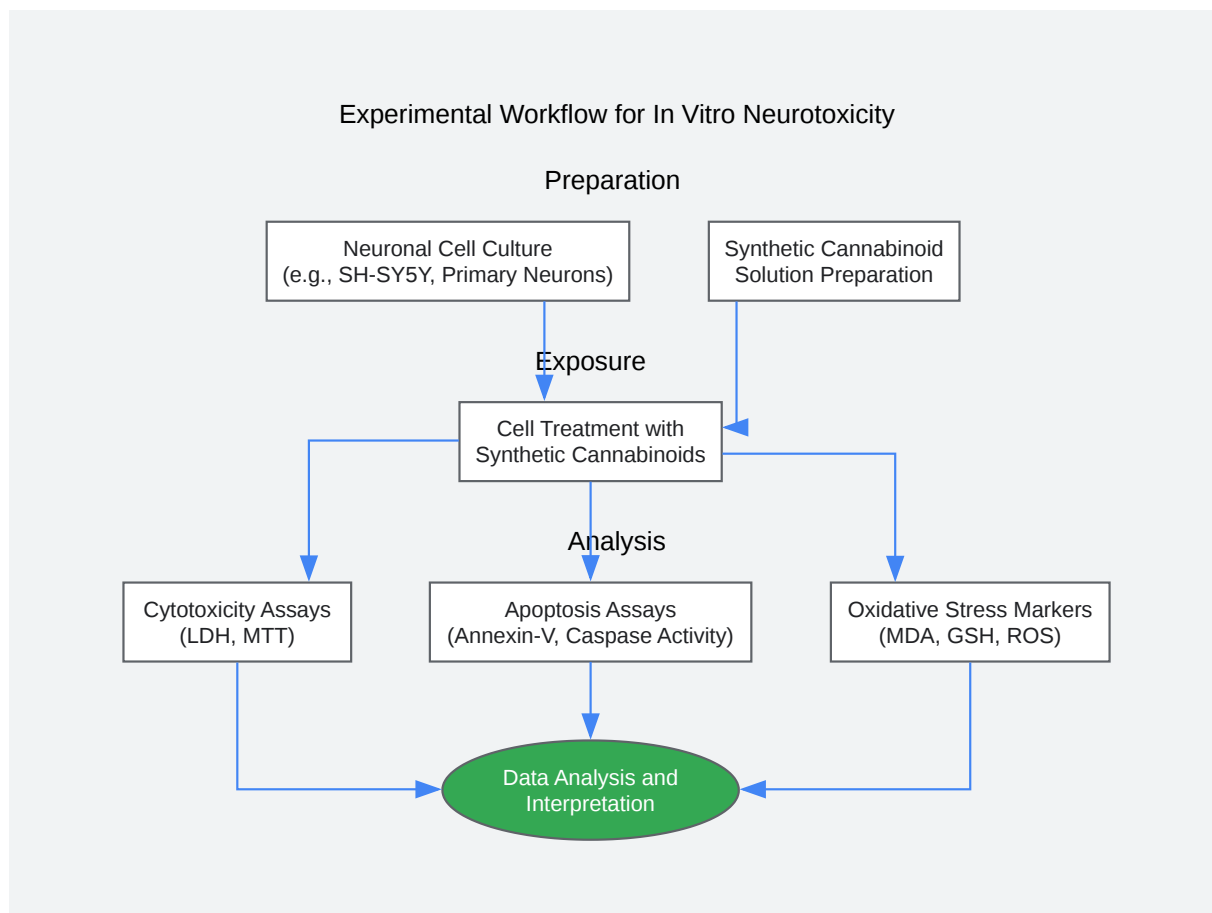 Experimental Workflow for In Vitro Neurotoxicity
Preparation
Neuronal Cell Culture
(e.g., SH-SY5Y, Primary Neurons)
Synthetic Cannabinoid
Solution Preparation
Exposure
Cell Treatment with
Synthetic Cannabinoids
Analysis
Cytotoxicity Assays
(LDH, MTT)
Apoptosis Assays
(Annexin-V, Caspase Activity)
Oxidative Stress Markers
(MDA, GSH, ROS)
Data Analysis and
Interpretation